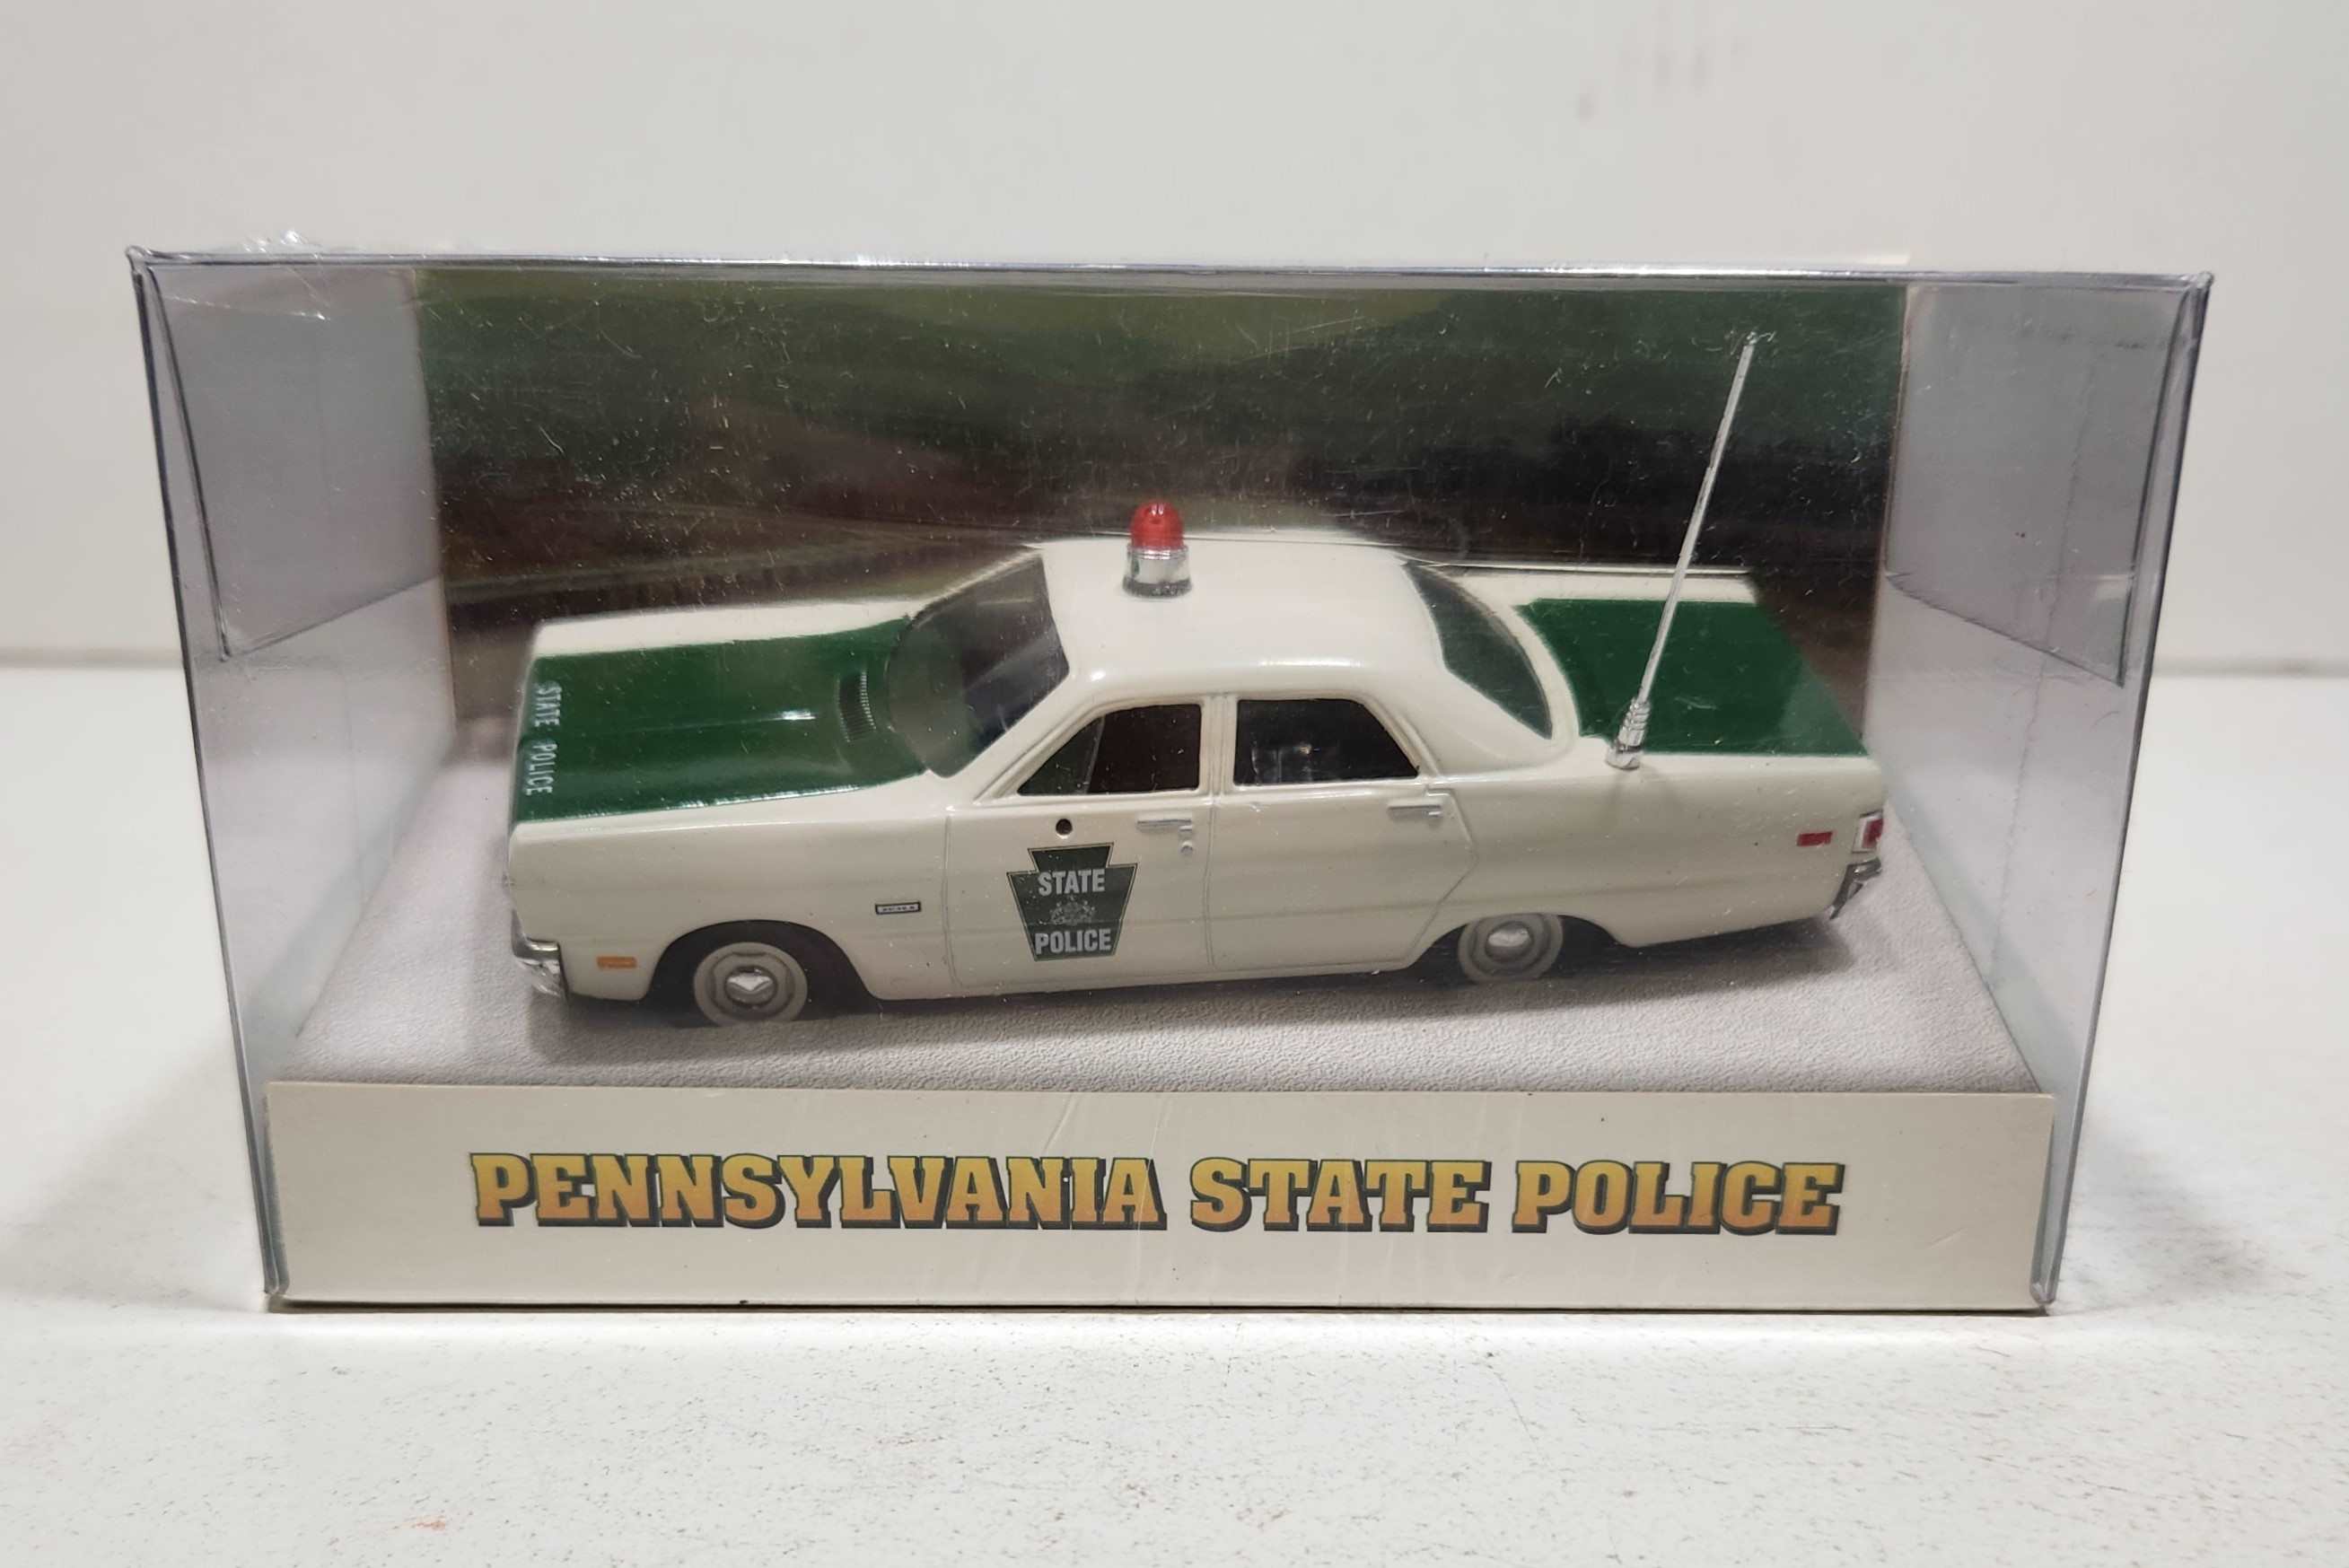 STATE POLICE
STATE
POLICE
PENNSYLVANIA STATE POLICE